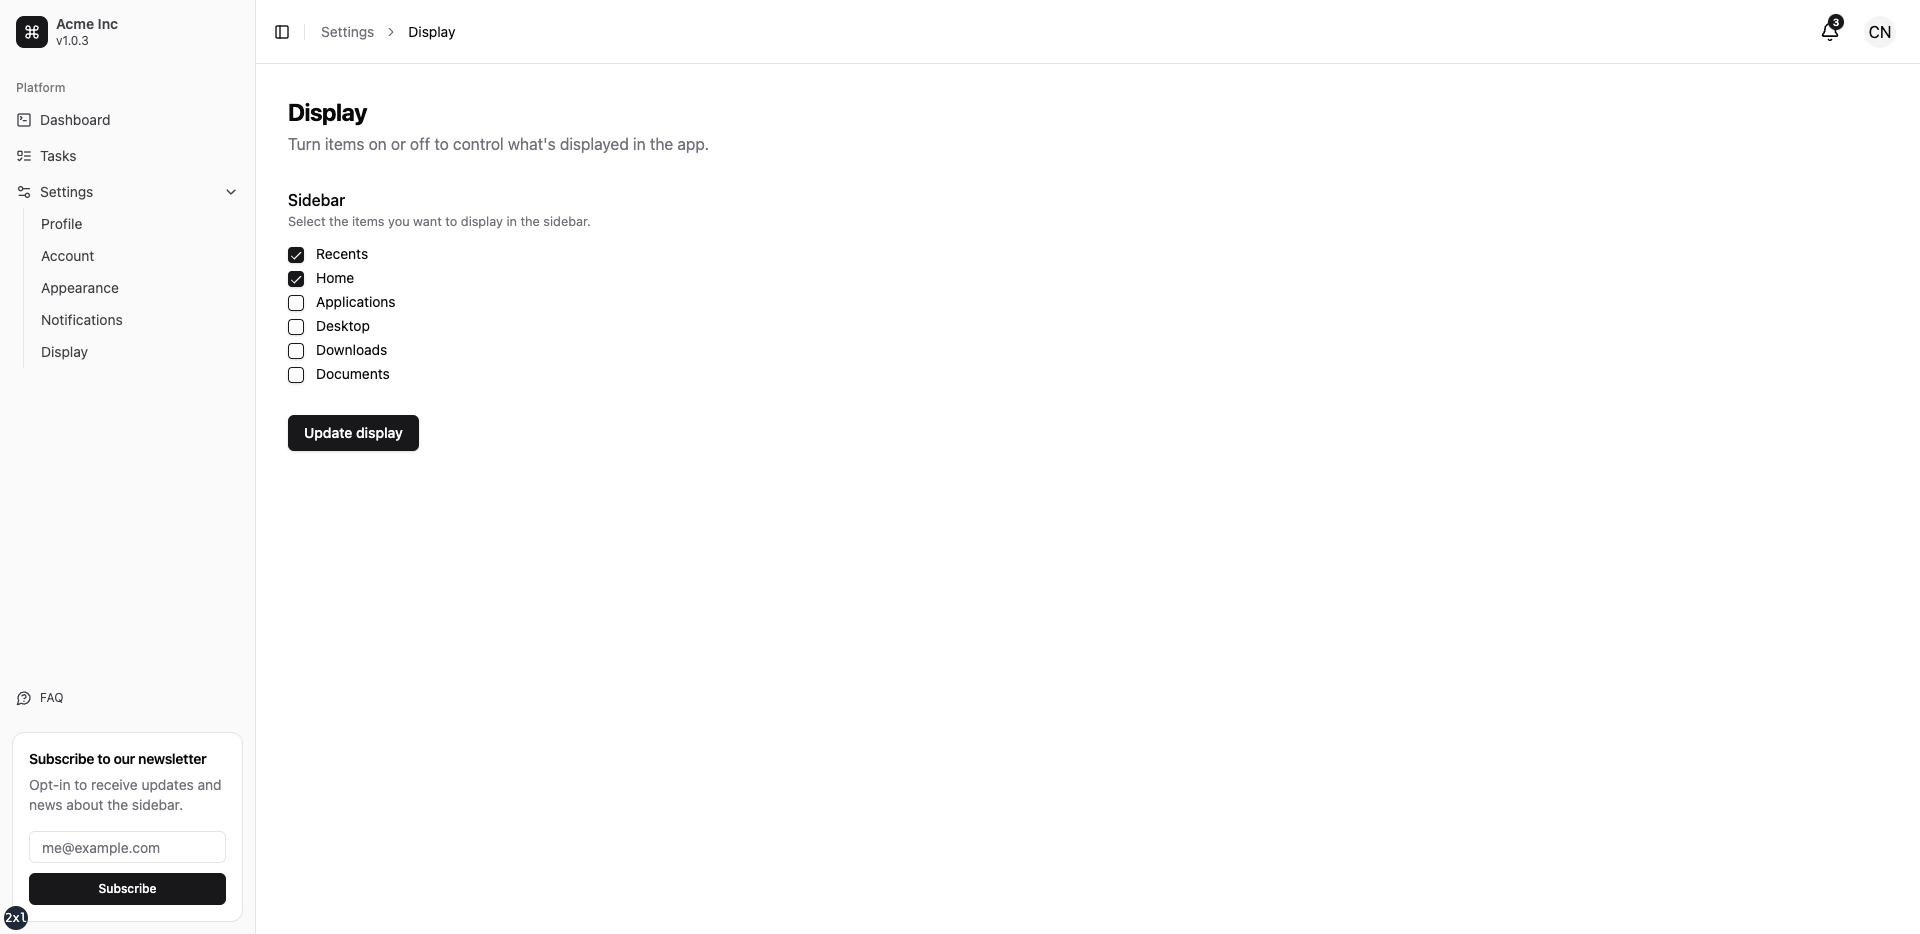 Acme Inc
v1.0.3
Platform
Dashboard
Tasks
Settings
Profile
Account
Appearance
Notifications
Display
FAQ
Subscribe to our newsletter
Opt-in to receive updates and
news about the sidebar.
me@example.com
Subscribe
2xl
Settings
Display
3
CN
Display
Turn items on or off to control what's displayed in the app.
Sidebar
Select the items you want to display in the sidebar.
Recents
Home
Applications
Desktop
Downloads
Documents
Update display